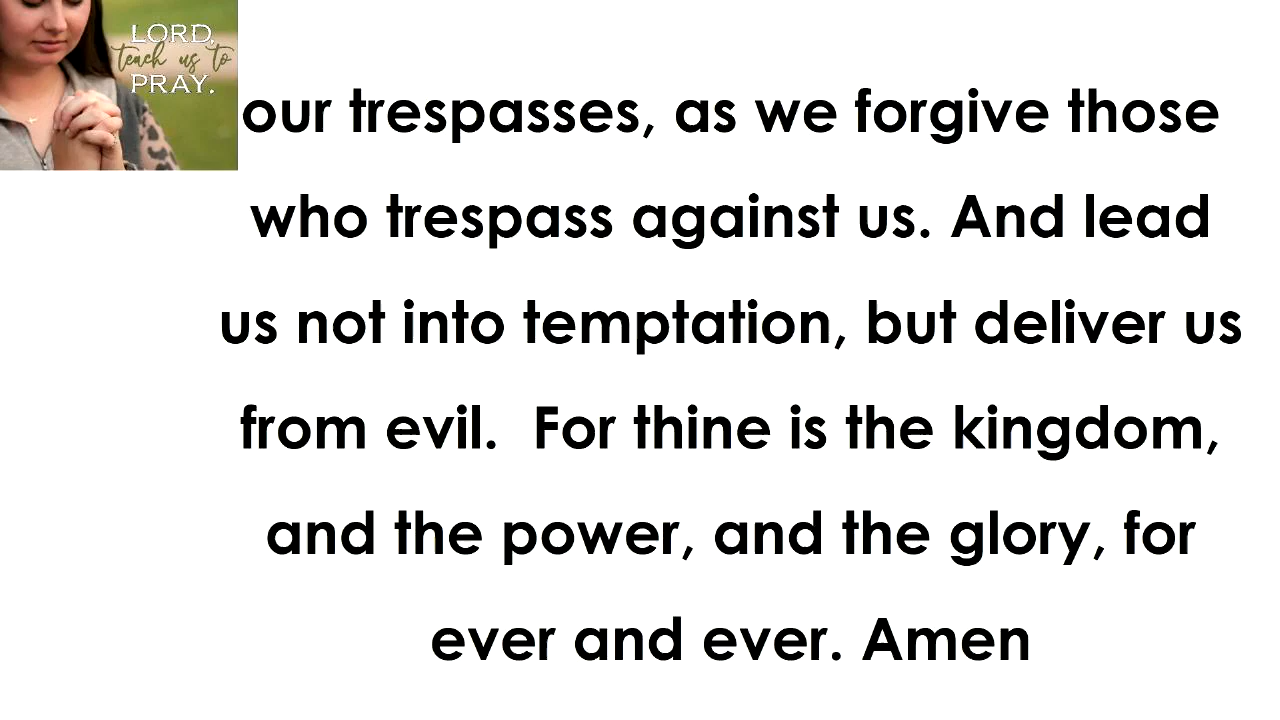 LORD,
teach us to
PRAY.
our trespasses, as we forgive those
who trespass against us. And lead
us not into temptation, but deliver us
from evil.  For thine is the kingdom,
and the power, and the glory, for
ever and ever. Amen